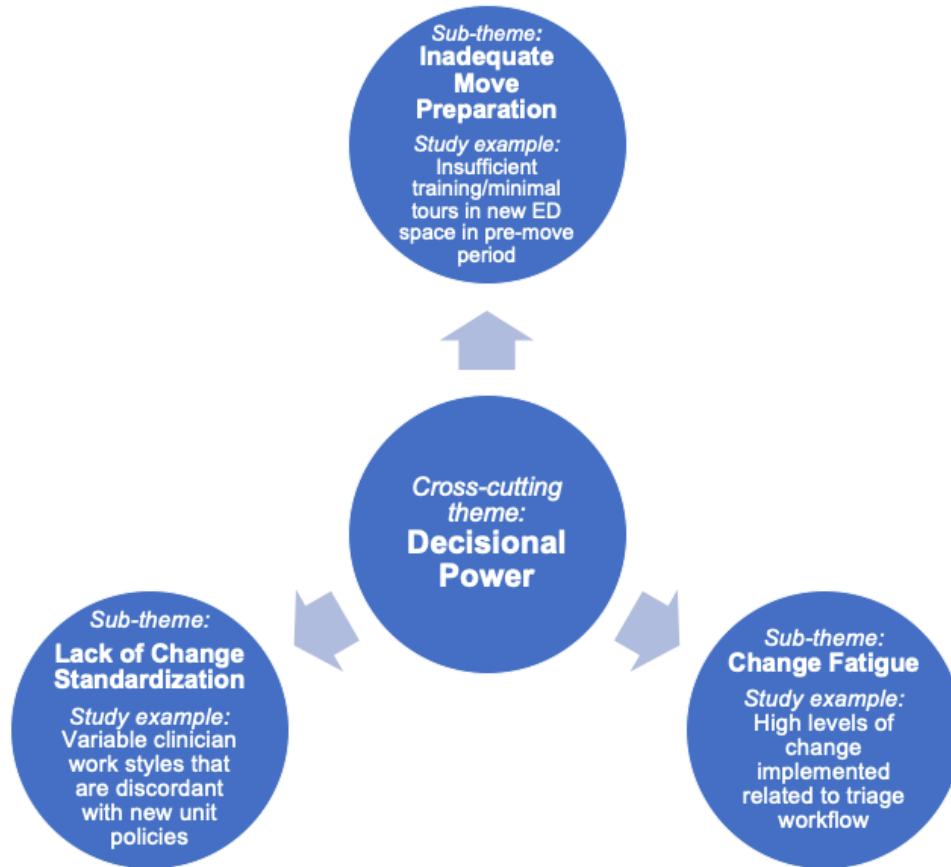 Sub-theme:
Inadequate
Move
Preparation
Study example:
Insufficient
training/minimal
tours in new ED
space in pre-move
period
Cross-cutting
theme:
Decisional
Power
Sub-theme:
Lack of Change
Standardization
Study example:
Variable clinician
work styles that
are discordant
with new unit
policies
Sub-theme:
Change Fatigue
Study example:
High levels of
change
implemented
related to triage
workflow